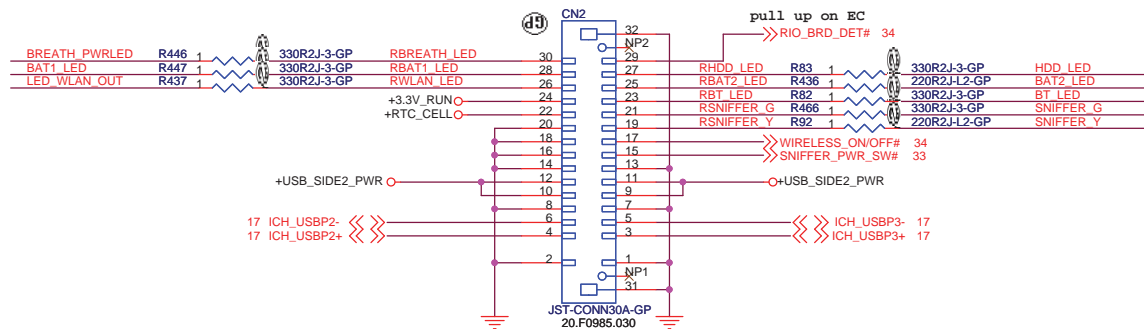 GP
CN2
pull up on EC
32
RIO_BRD_DET# 34
NP2
BREATH_PWRLED R446 1 330R2J-3-GP RBREATH_LED 30
29
BAT1_LED R447 1 330R2J-3-GP RBAT1_LED 28
27 RHDD_LED R83 1 330R2J-3-GP HDD_LED
LED_WLAN_OUT R437 1 330R2J-3-GP RWLAN_LED 26
25 RBAT2_LED R436 1 220R2J-L2-GP BAT2_LED
+3.3V_RUN 24
23 RBT_LED R82 1 330R2J-3-GP BT_LED
+RTC_CELL 22
21 RSNIFFER_G R466 1 330R2J-3-GP SNIFFER_G
20
19 RSNIFFER_Y R92 1 220R2J-L2-GP SNIFFER_Y
18
17 WIRELESS_ON/OFF# 34
16
15 SNIFFER_PWR_SW# 33
14
13
+USB_SIDE2_PWR 12
11 +USB_SIDE2_PWR
10
9
8
7
17 ICH_USBP2- 6
5 ICH_USBP3- 17
17 ICH_USBP2+ 4
3 ICH_USBP3+ 17
2
1
NP1
31
JST-CONN30A-GP
20.F0985.030